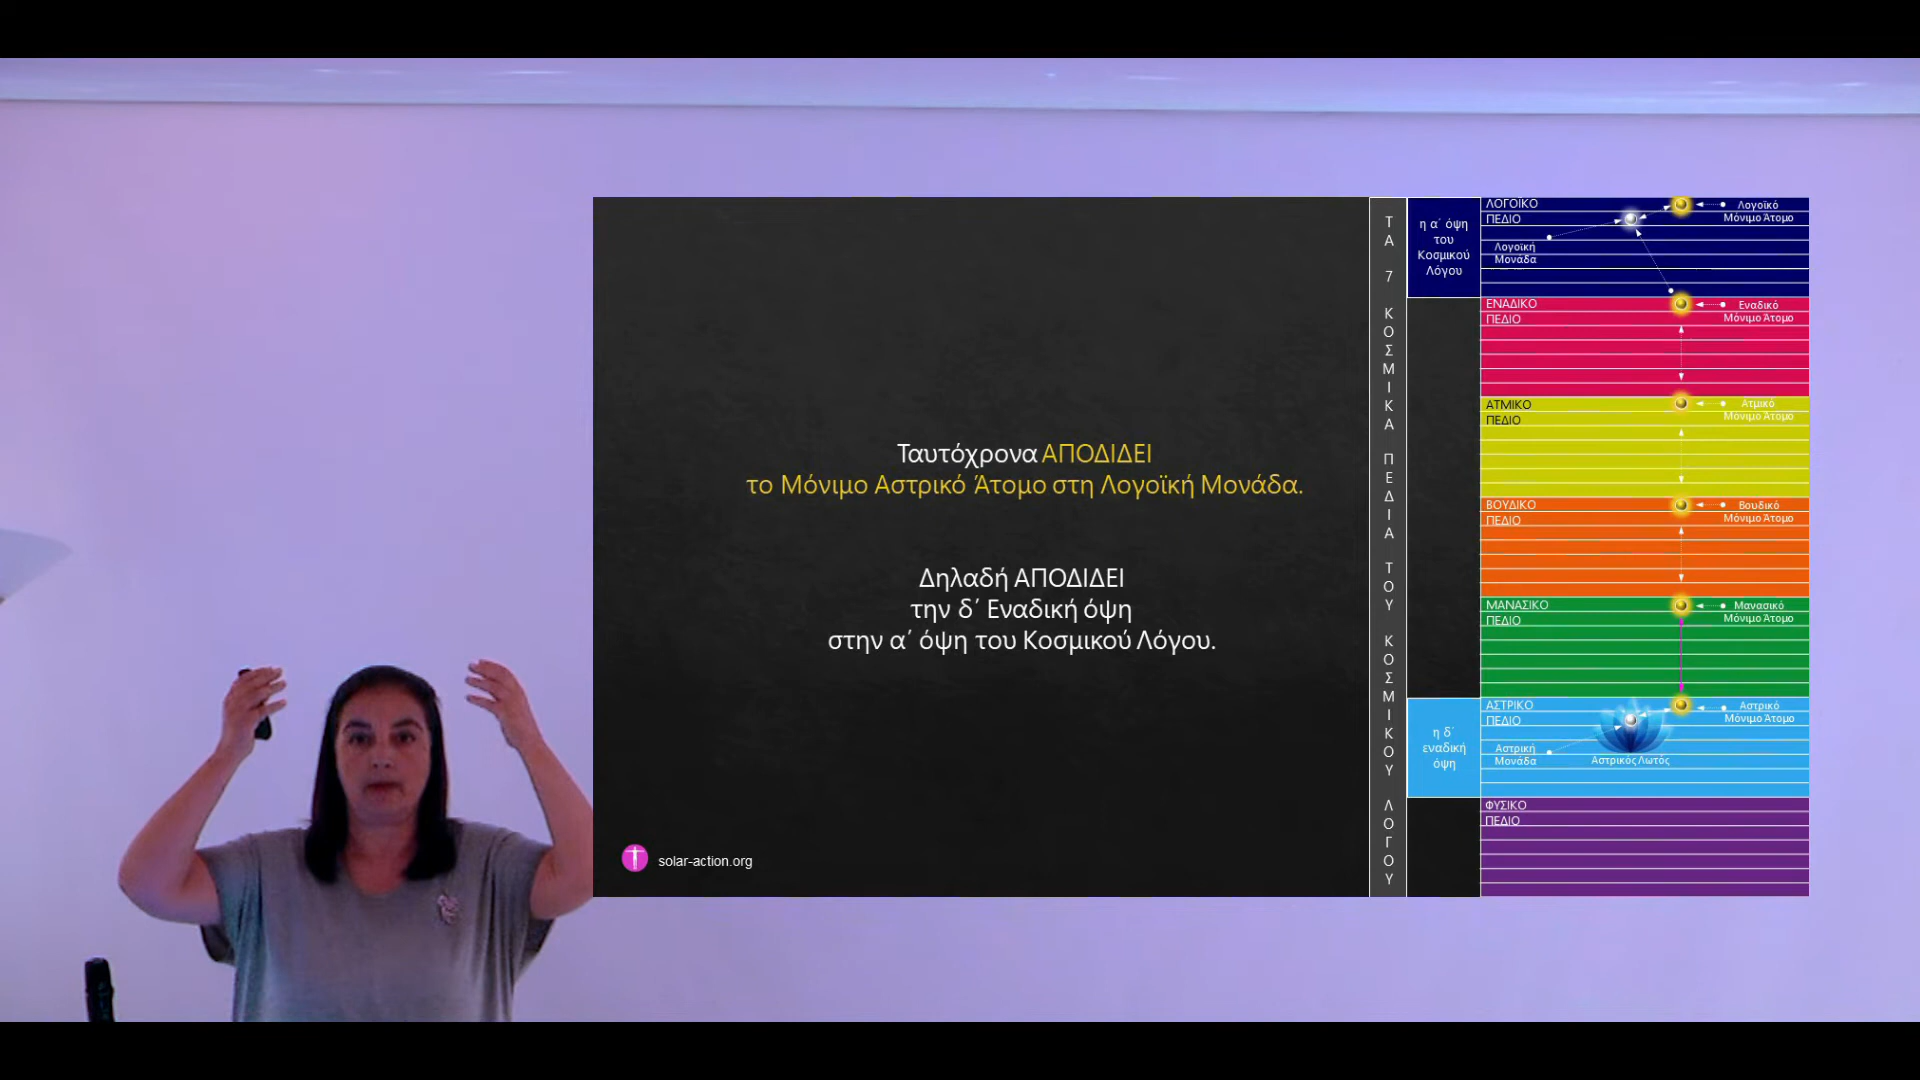 Ταυτόχρονα ΑΠΟΔΙΔΕΙ
το Μόνιμο Αστρικό Άτομο στη Λογοϊκή Μονάδα.
Δηλαδή ΑΠΟΔΙΔΕΙ
την δ΄ Εναδική όψη
στην α΄ όψη του Κοσμικού Λόγου.
solar-action.org
ΤΑ 7 ΚΟΣΜΙΚΑ ΠΕΔΙΑ ΤΟΥ ΚΟΣΜΙΚΟΥ ΛΟΓΟΥ
η α΄ όψη
του
Κοσμικού
Λόγου
η δ΄
εναδική
όψη
ΛΟΓΟΪΚΟ
ΠΕΔΙΟ
Λογοϊκή
Μονάδα
Λογοϊκό
Μόνιμο Άτομο
ΕΝΑΔΙΚΟ
ΠΕΔΙΟ
Εναδικό
Μόνιμο Άτομο
ΑΤΜΙΚΟ
ΠΕΔΙΟ
Ατμικό
Μόνιμο Άτομο
ΒΟΥΔΙΚΟ
ΠΕΔΙΟ
Βουδικό
Μόνιμο Άτομο
ΜΑΝΑΣΙΚΟ
ΠΕΔΙΟ
Μανασικό
Μόνιμο Άτομο
ΑΣΤΡΙΚΟ
ΠΕΔΙΟ
Αστρική
Μονάδα
Αστρικός Λωτός
Αστρικό
Μόνιμο Άτομο
ΦΥΣΙΚΟ
ΠΕΔΙΟ